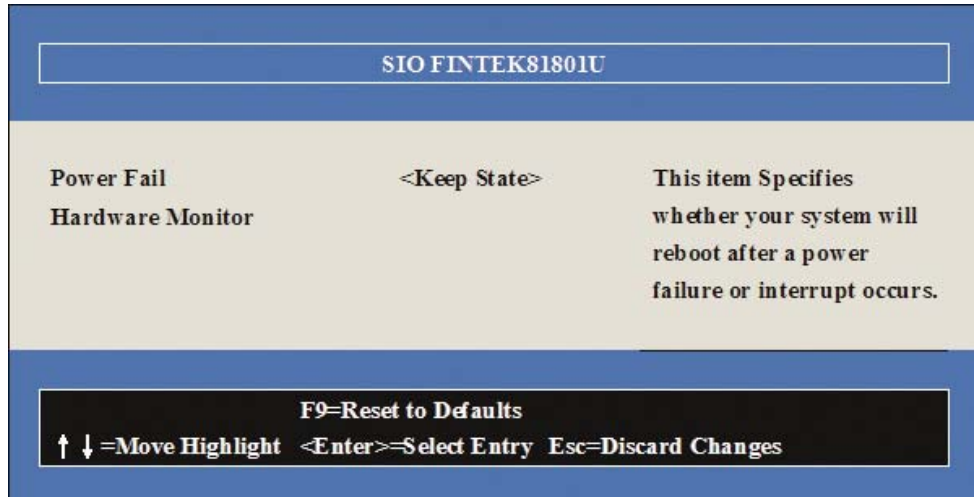 SIO FINTEK81801U
Power Fail <Keep State>
Hardware Monitor
This item Specifies
whether your system will
reboot after a power
failure or interrupt occurs.
F9=Reset to Defaults
↑ ↓ =Move Highlight <Enter>=Select Entry Esc=Discard Changes